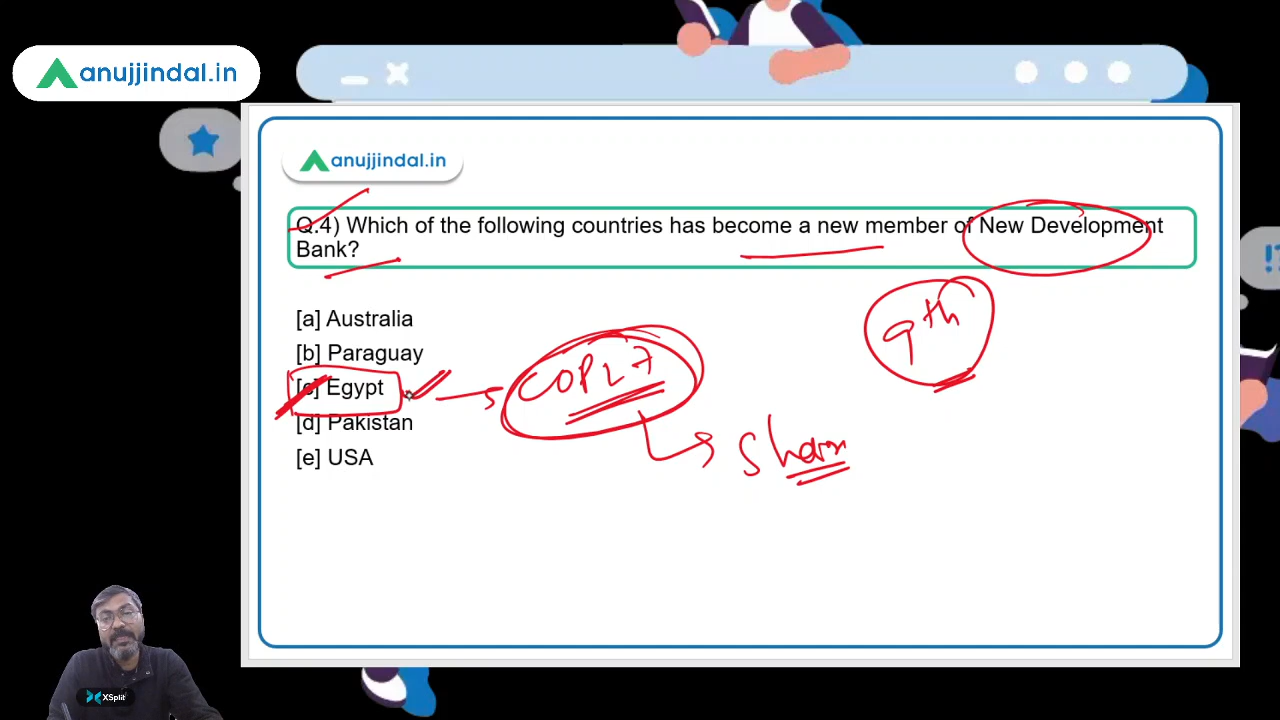 anujjindal.in
anujjindal.in
Q.4) Which of the following countries has become a new member of New Development
Bank?
9th
[a] Australia
[b] Paraguay
COP27
[c] Egypt
[d] Pakistan
Sharm
[e] USA
XSplit